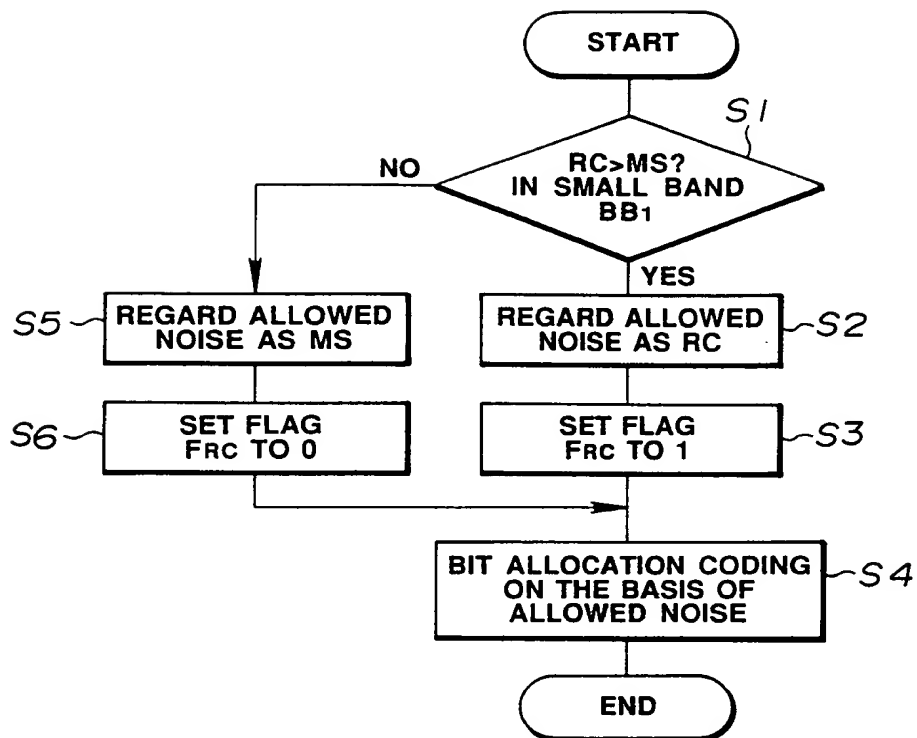 START
S1
RC>MS?
IN SMALL BAND
BB1
NO
YES
S5
REGARD ALLOWED
NOISE AS MS
REGARD ALLOWED
NOISE AS RC
S2
S6
SET FLAG
FRC TO 0
SET FLAG
FRC TO 1
S3
BIT ALLOCATION CODING
ON THE BASIS OF
ALLOWED NOISE
S4
END